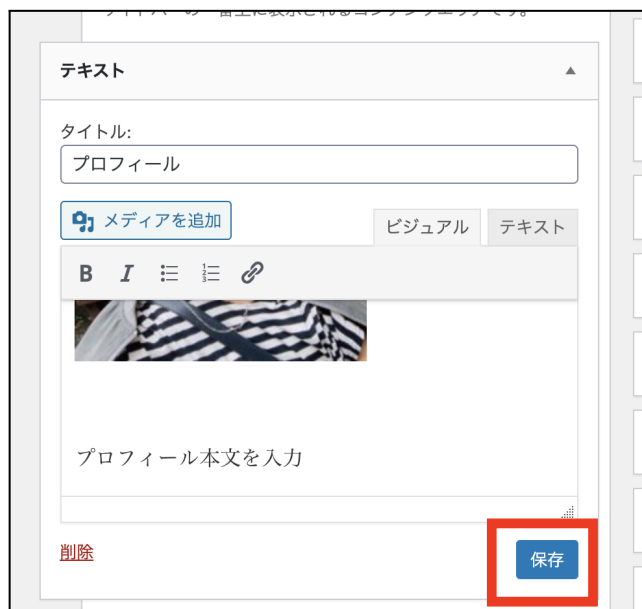 テキスト
タイトル:
プロフィール
メディアを追加
ビジュアル
テキスト
B I
プロフィール本文を入力
削除
保存